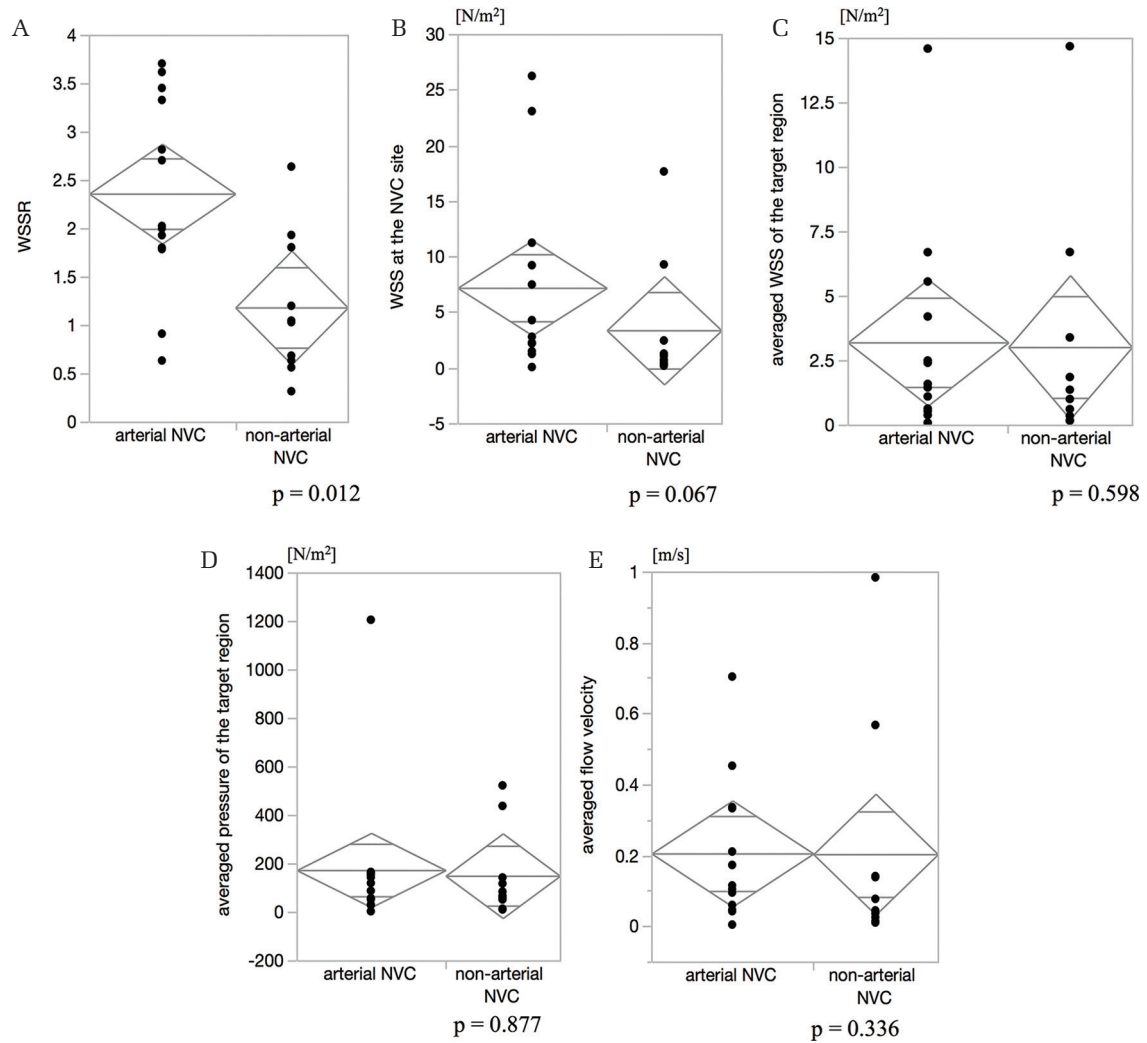 A
WSSR
4
3.5
3
2.5
2
1.5
1
0.5
0
arterial NVC
non-arterial
NVC
p = 0.012
B
[N/m²]
WSS at the NVC site
30
25
20
15
10
5
0
-5
arterial NVC
non-arterial
NVC
p = 0.067
C
[N/m²]
averaged WSS of the target region
15
12.5
7.5
5
2.5
0
arterial NVC
non-arterial
NVC
p = 0.598
D
[N/m²]
averaged pressure of the target region
1400
1200
1000
800
600
400
200
0
-200
arterial NVC
non-arterial
NVC
p = 0.877
E
[m/s]
averaged flow velocity
1
0.8
0.6
0.4
0.2
0
arterial NVC
non-arterial
NVC
p = 0.336